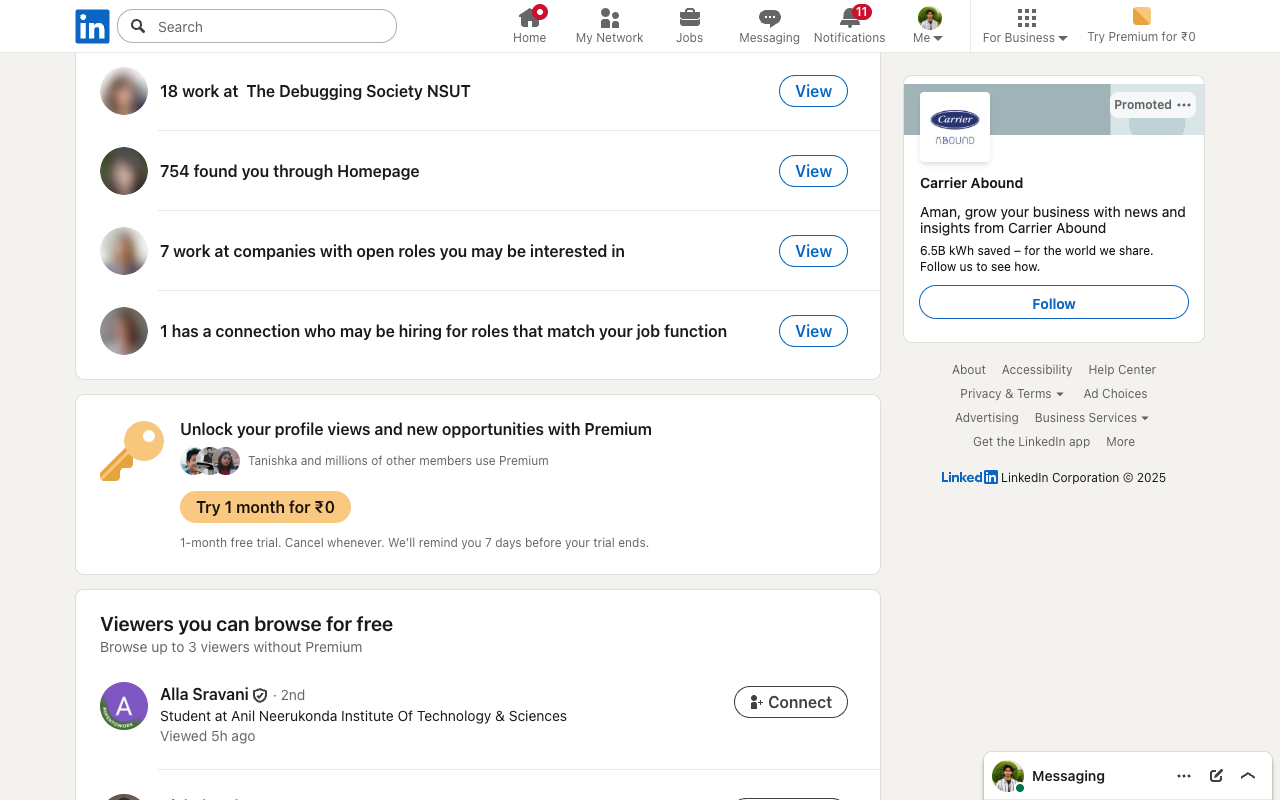 in
Search
Home
My Network
Jobs
Messaging
11
Notifications
Me
For Business
Try Premium for ₹0
18 work at The Debugging Society NSUT
View
754 found you through Homepage
View
7 work at companies with open roles you may be interested in
View
1 has a connection who may be hiring for roles that match your job function
View
Unlock your profile views and new opportunities with Premium
Tanishka and millions of other members use Premium
Try 1 month for ₹0
1-month free trial. Cancel whenever. We'll remind you 7 days before your trial ends.
Viewers you can browse for free
Browse up to 3 viewers without Premium
A
Alla Sravani · 2nd
Student at Anil Neerukonda Institute Of Technology & Sciences
Viewed 5h ago
Connect
Promoted
Carrier
ABOUND
Carrier Abound
Aman, grow your business with news and
insights from Carrier Abound
6.5B kWh saved – for the world we share.
Follow us to see how.
Follow
About Accessibility Help Center
Privacy & Terms Ad Choices
Advertising Business Services
Get the LinkedIn app More
LinkedIn LinkedIn Corporation © 2025
Messaging